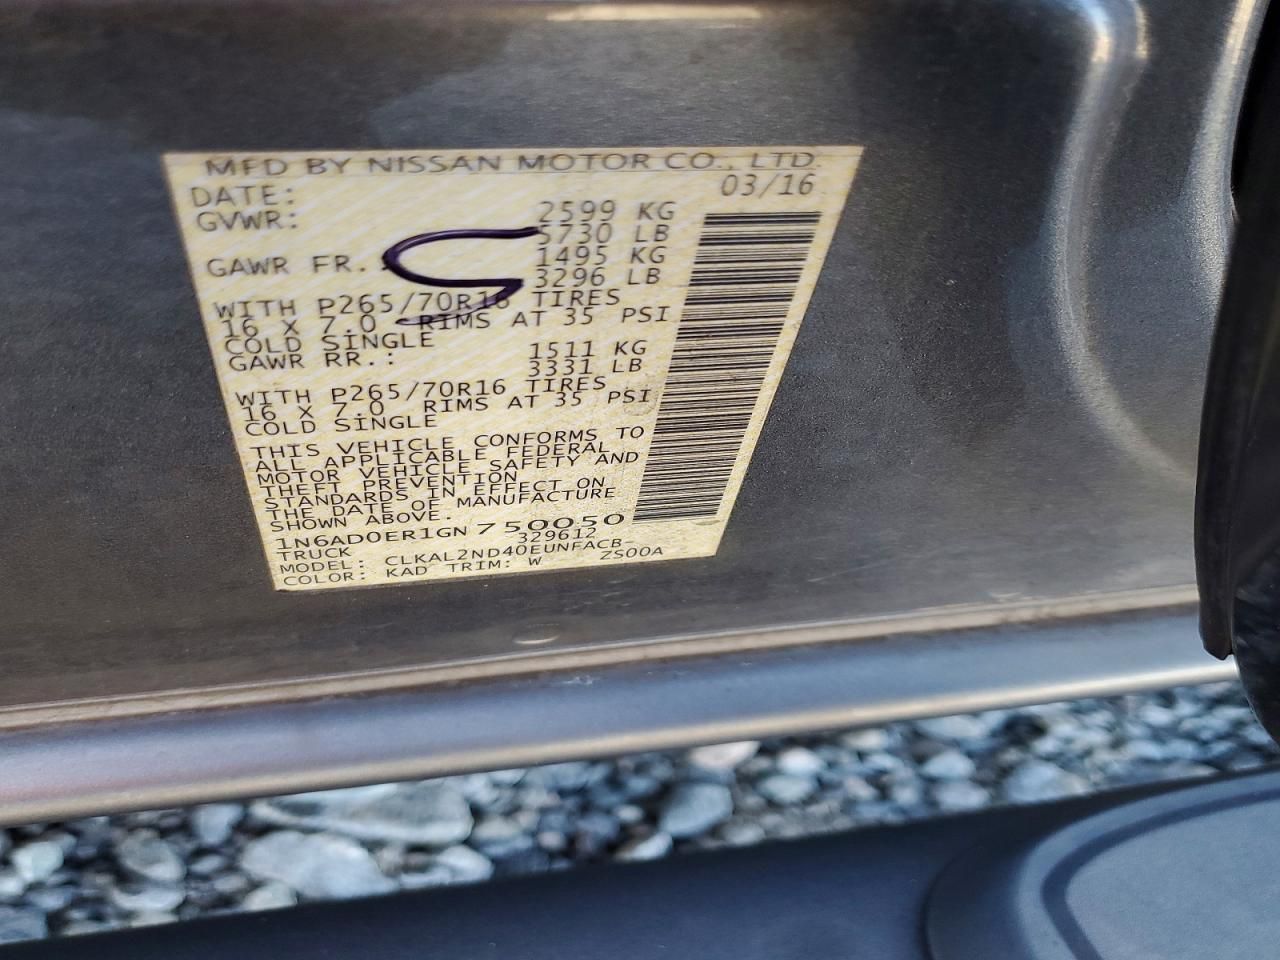 MFD BY NISSAN MOTOR CO., LTD.
DATE: 03/16
GVWR: 2599 KG
5730 LB
GAWR FR.: 1495 KG
3296 LB
WITH P265/70R16 TIRES
16 X 7.0 RIMS AT 35 PSI
COLD SINGLE
GAWR RR.: 1511 KG
3331 LB
WITH P265/70R16 TIRES
16 X 7.0 RIMS AT 35 PSI
COLD SINGLE
THIS VEHICLE CONFORMS TO
ALL APPLICABLE FEDERAL
MOTOR VEHICLE SAFETY AND
THEFT PREVENTION
STANDARDS IN EFFECT ON
THE DATE OF MANUFACTURE
SHOWN ABOVE.
1N6AD0ER1GN750050
TRUCK 329612
MODEL: CLKAL2ND40EUNFACB-
COLOR: KAD TRIM: W ZS00A